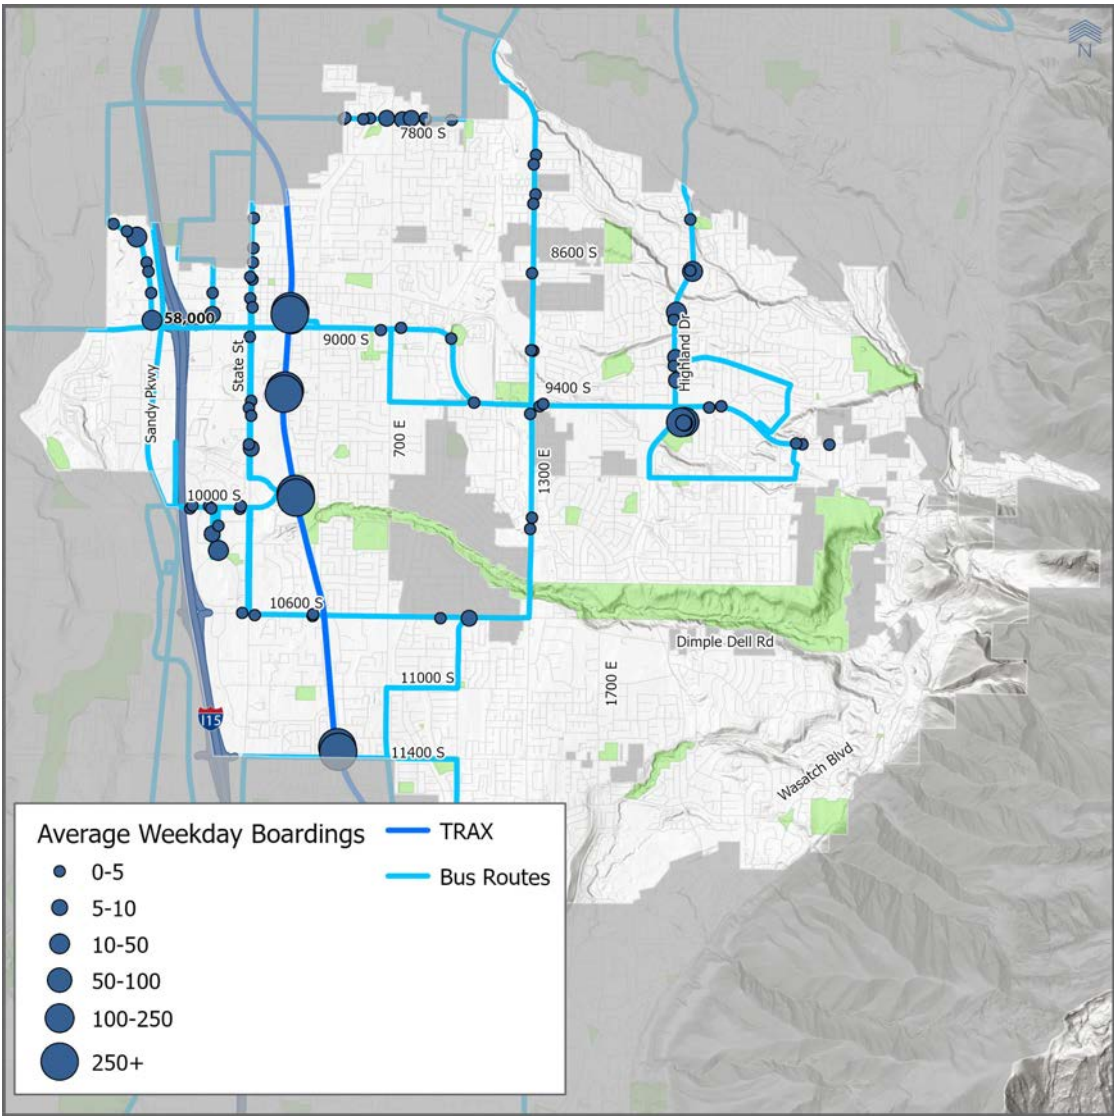 N
7800 S
8600 S
58,000
9000 S
State St
Highland Dr
Sandy Pkwy
9400 S
700 E
1300 E
10000 S
10600 S
Dimple Dell Rd
11000 S
1700 E
I15
11400 S
Wasatch Blvd
Average Weekday Boardings
0-5
5-10
10-50
50-100
100-250
250+
TRAX
Bus Routes